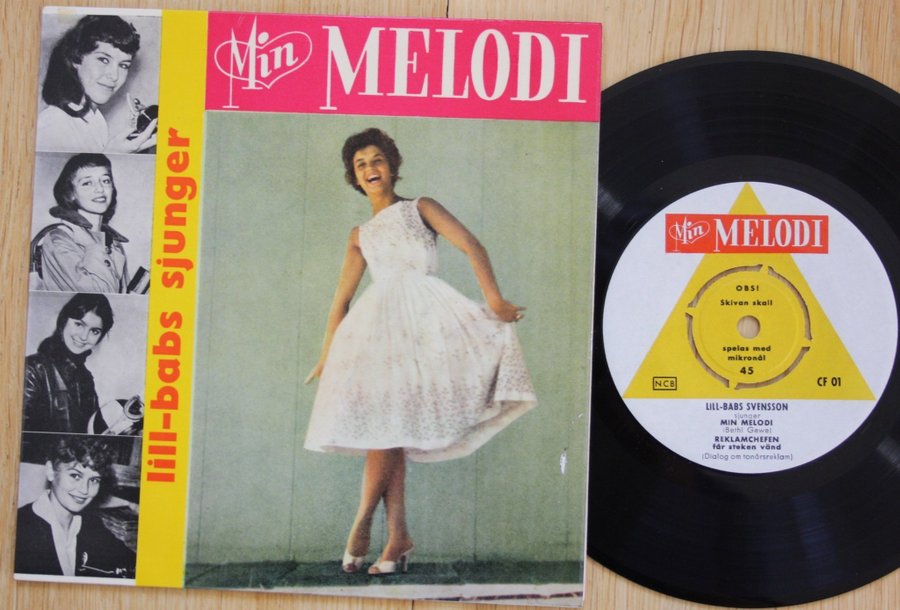 Min MELODI
lill-babs sjunger
Min MELODI
OBS!
Skivan skall
spelas med
mikronål
45
NCB
CF 01
LILL-BABS SVENSSON
sjunger
MIN MELODI
(Bethi Gewe)
REKLAMCHEFEN
får steken vänd
(Dialog om tonårsreklam)